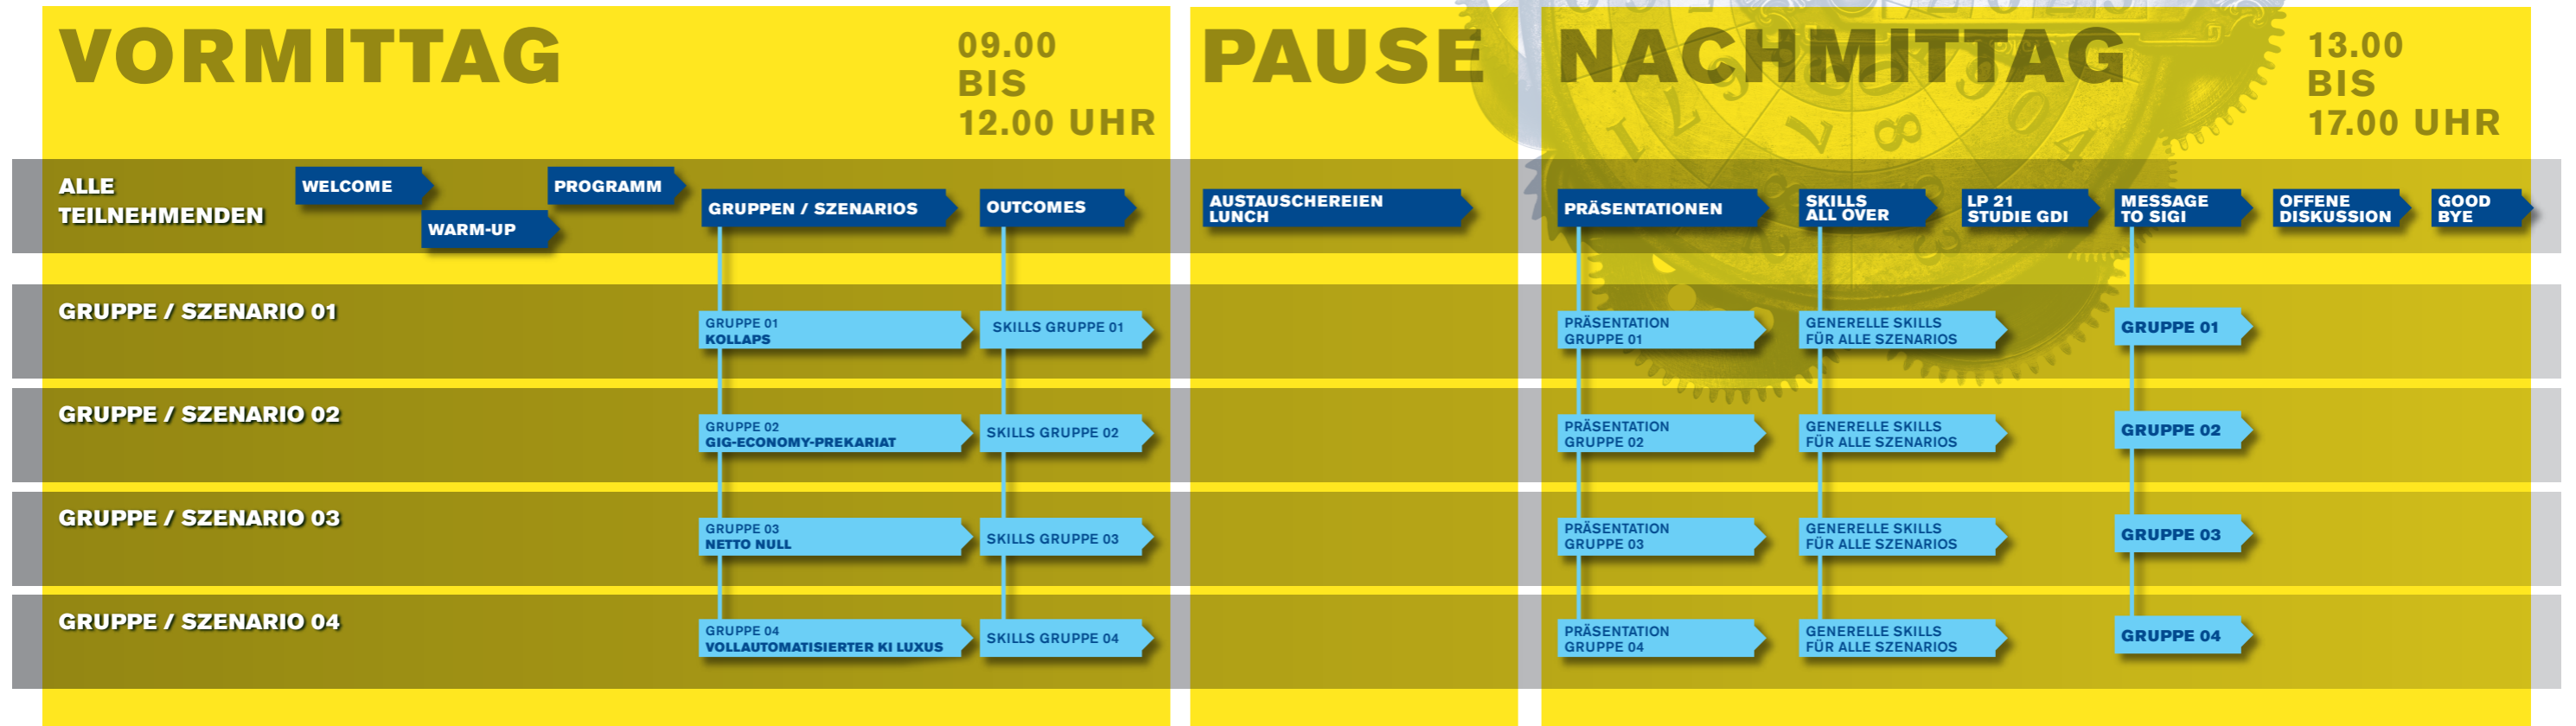 VORMITTAG
09.00
BIS
12.00 UHR
PAUSE
NACHMITTAG
13.00
BIS
17.00 UHR
ALLE
TEILNEHMENDEN
WELCOME
WARM-UP
PROGRAMM
GRUPPEN / SZENARIOS
OUTCOMES
AUSTAUSCHEREIEN
LUNCH
PRÄSENTATIONEN
SKILLS
ALL OVER
LP 21
STUDIE GDI
MESSAGE
TO SIGI
OFFENE
DISKUSSION
GOOD
BYE
GRUPPE / SZENARIO 01
GRUPPE 01
KOLLAPS
SKILLS GRUPPE 01
PRÄSENTATION
GRUPPE 01
GENERELLE SKILLS
FÜR ALLE SZENARIOS
GRUPPE 01
GRUPPE / SZENARIO 02
GRUPPE 02
GIG-ECONOMY-PREKARIAT
SKILLS GRUPPE 02
PRÄSENTATION
GRUPPE 02
GENERELLE SKILLS
FÜR ALLE SZENARIOS
GRUPPE 02
GRUPPE / SZENARIO 03
GRUPPE 03
NETTO NULL
SKILLS GRUPPE 03
PRÄSENTATION
GRUPPE 03
GENERELLE SKILLS
FÜR ALLE SZENARIOS
GRUPPE 03
GRUPPE / SZENARIO 04
GRUPPE 04
VOLLAUTOMATISIERTER KI LUXUS
SKILLS GRUPPE 04
PRÄSENTATION
GRUPPE 04
GENERELLE SKILLS
FÜR ALLE SZENARIOS
GRUPPE 04